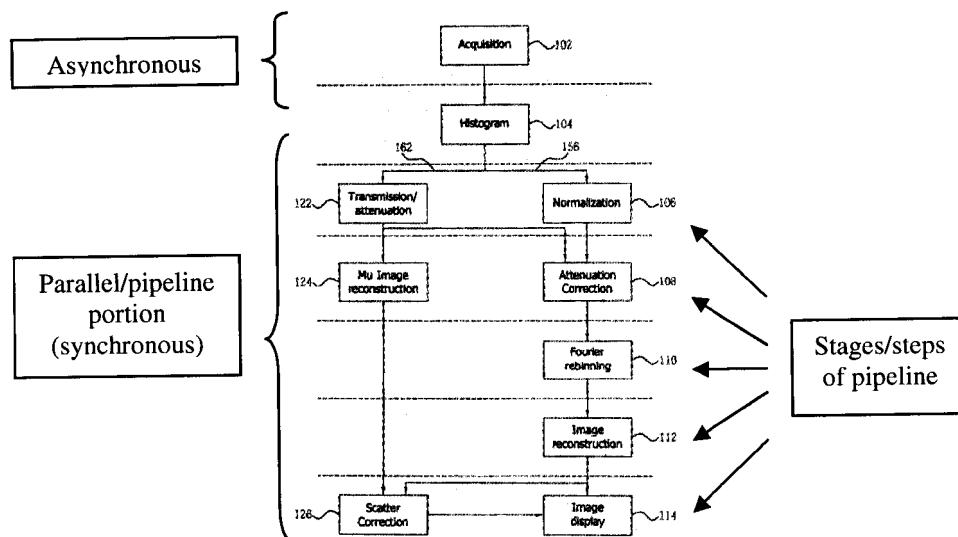 Asynchronous
Acquisition
102
Histogram
104
162
156
122
Transmission/
attenuation
Normalization
106
Parallel/pipeline
portion
(synchronous)
124
Mu Image
reconstruction
Attenuation
Correction
108
Fourier
rebinning
110
Stages/steps
of pipeline
Image
reconstruction
112
126
Scatter
Correction
Image
display
114